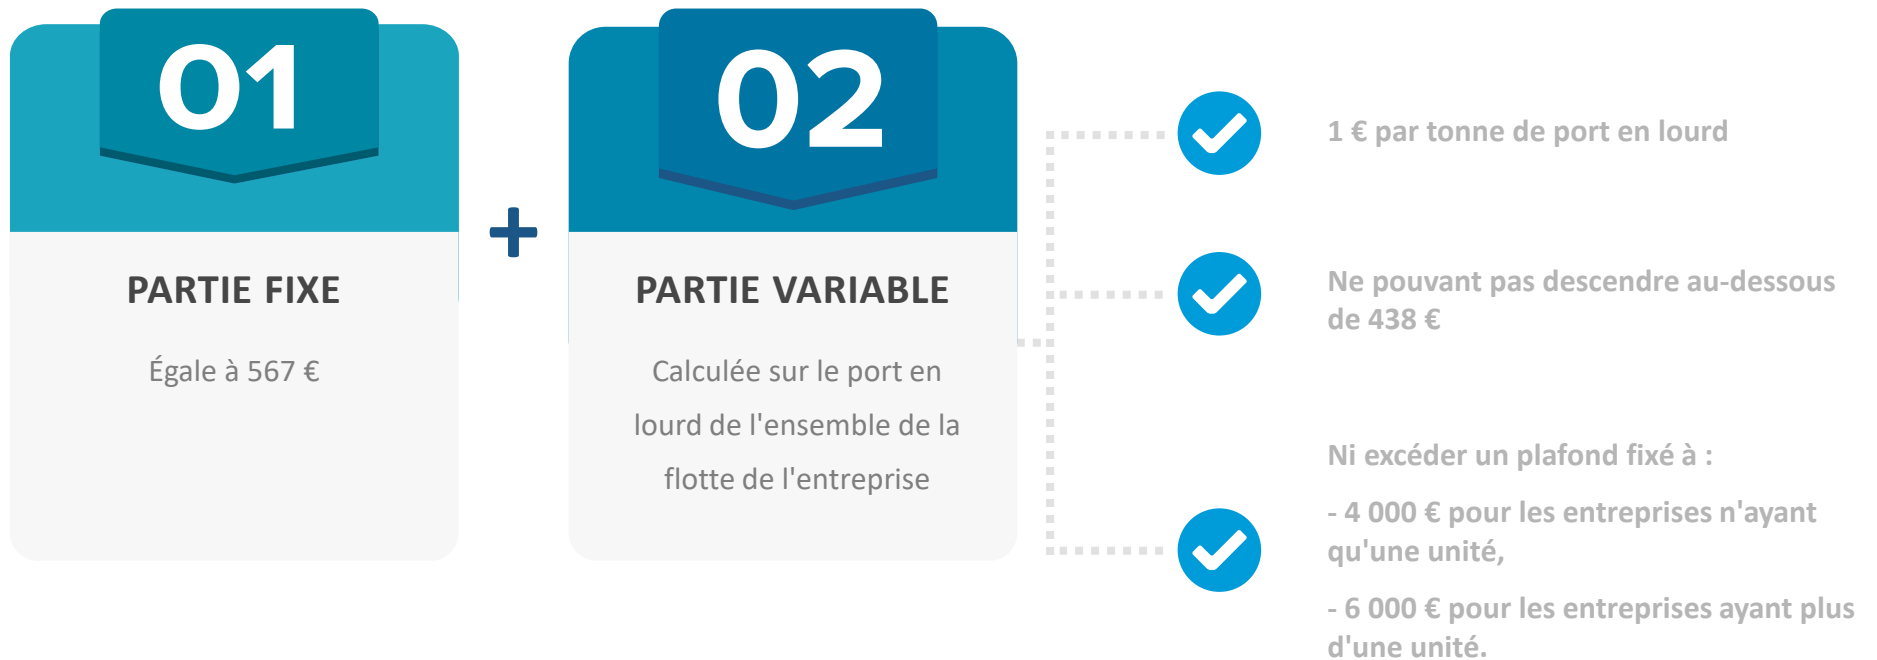 01
PARTIE FIXE
Égale à 567 €
+
02
PARTIE VARIABLE
Calculée sur le port en
lourd de l'ensemble de la
flotte de l'entreprise
1 € par tonne de port en lourd
Ne pouvant pas descendre au-dessous
de 438 €
Ni excéder un plafond fixé à :
- 4 000 € pour les entreprises n'ayant
qu'une unité,
- 6 000 € pour les entreprises ayant plus
d'une unité.